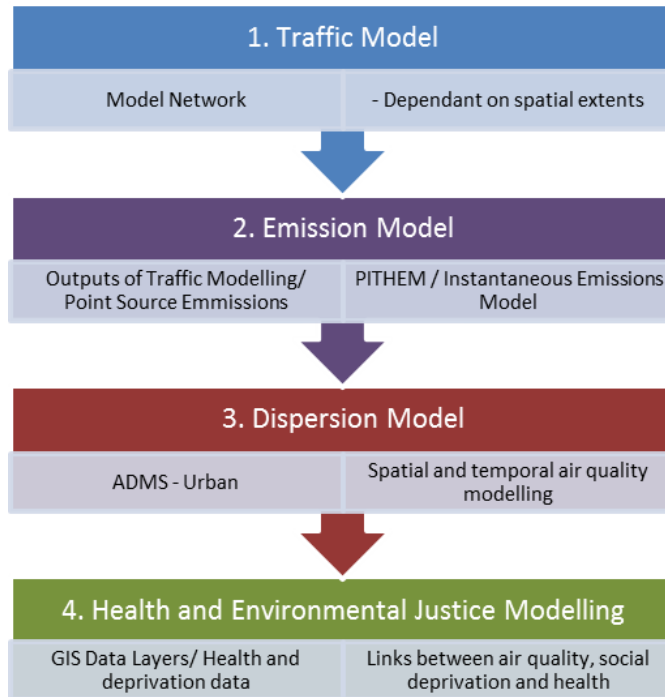 1. Traffic Model
Model Network
- Dependant on spatial extents
2. Emission Model
Outputs of Traffic Modelling/
Point Source Emmissions
PITHEM / Instantaneous Emissions
Model
3. Dispersion Model
ADMS - Urban
Spatial and temporal air quality
modelling
4. Health and Environmental Justice Modelling
GIS Data Layers/ Health and
deprivation data
Links between air quality, social
deprivation and health